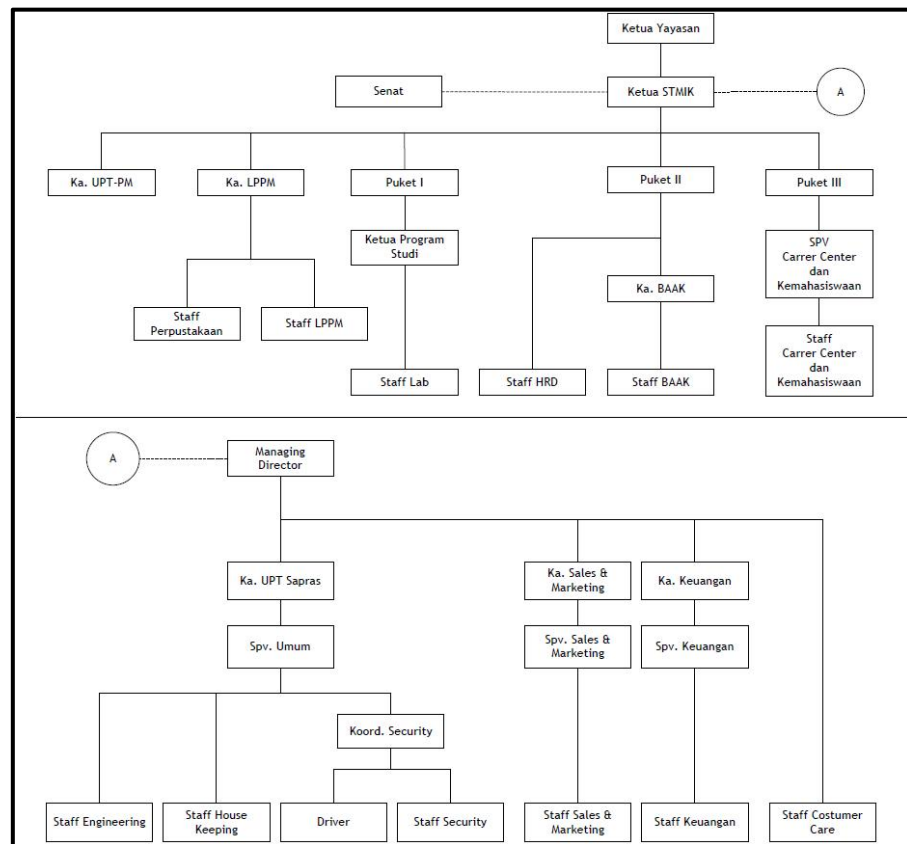 Ketua Yayasan
Senat
Ketua STMIK
A
Ka. UPT-PM
Ka. LPPM
Puket I
Puket II
Puket III
Ketua Program
Studi
SPV
Carrer Center
dan
Kemahasiswaan
Ka. BAAK
Staff
Perpustakaan
Staff LPPM
Staff
Carrer Center
dan
Kemahasiswaan
Staff Lab
Staff HRD
Staff BAAK
A
Managing
Director
Ka. UPT Sapras
Ka. Sales &
Marketing
Ka. Keuangan
Spv. Umum
Spv. Sales &
Marketing
Spv. Keuangan
Koord. Security
Staff Engineering
Staff House
Keeping
Driver
Staff Security
Staff Sales &
Marketing
Staff Keuangan
Staff Costumer
Care